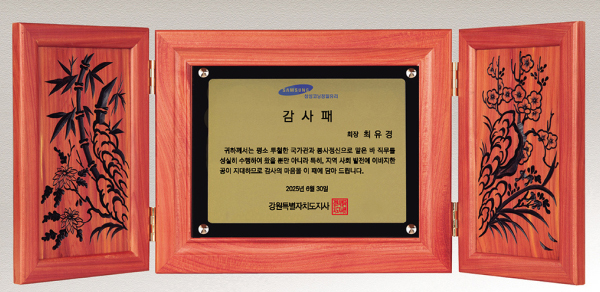 SAMSUNG
감사패
회장 최유경
귀하께서는 평소 투철한 국가관과 봉사정신으로 맡은 바 직무를
성실히 수행하여 왔을 뿐만 아니라 특히, 지역 사회 발전에 이바지한
공이 지대하므로 감사의 마음을 이 패에 담아 드립니다.
2025년 6월 30일
강원특별자치도지사